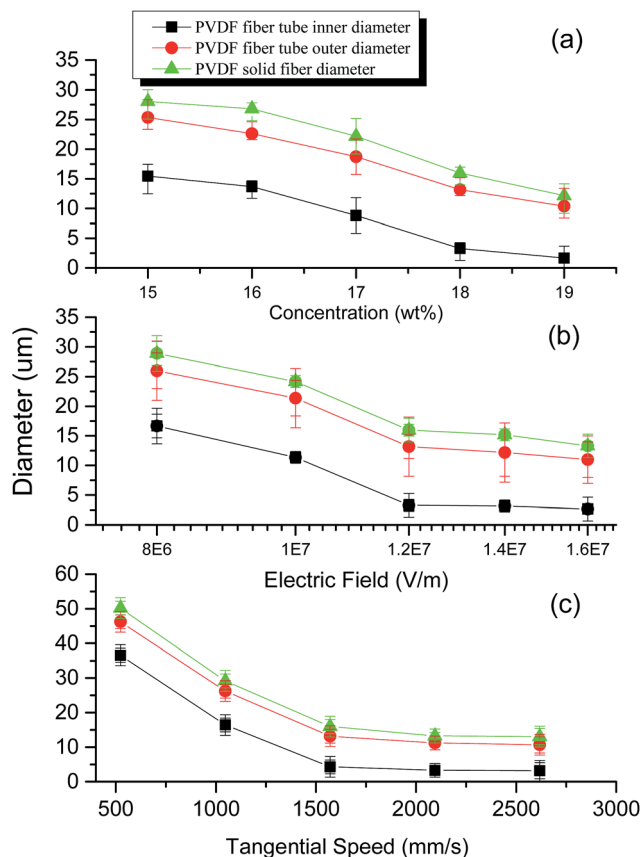 PVDF fiber tube inner diameter
PVDF fiber tube outer diameter
PVDF solid fiber diameter
(a)
35
30
25
20
15
10
5
0
15 16 17 18 19
Concentration (wt%)
(b)
35
30
25
20
15
10
5
0
8E6 1E7 1.2E7 1.4E7 1.6E7
Electric Field (V/m)
Diameter (um)
(c)
60
50
40
30
20
10
0
500 1000 1500 2000 2500 3000
Tangential Speed (mm/s)